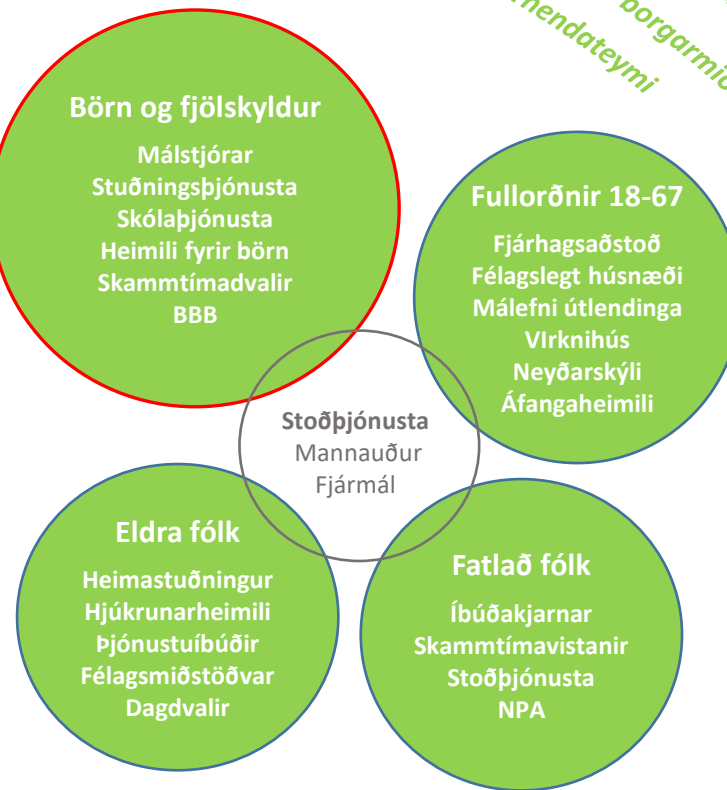 borgarmið
endateymi
Börn og fjölskyldur
Málstjórar
Stuðningsþjónusta
Skólaþjónusta
Heimili fyrir börn
Skammtímadvalir
BBB
Fullorðnir 18-67
Fjárhagsaðstoð
Félagslegt húsnæði
Málefni útlendinga
VIrknihús
Neyðarskýli
Áfangaheimili
Stoðþjónusta
Mannauður
Fjármál
Eldra fólk
Heimastuðningur
Hjúkrunarheimili
Þjónustuíbúðir
Félagsmiðstöðvar
Dagdvalir
Fatlað fólk
Íbúðakjarnar
Skammtímavistanir
Stoðþjónusta
NPA